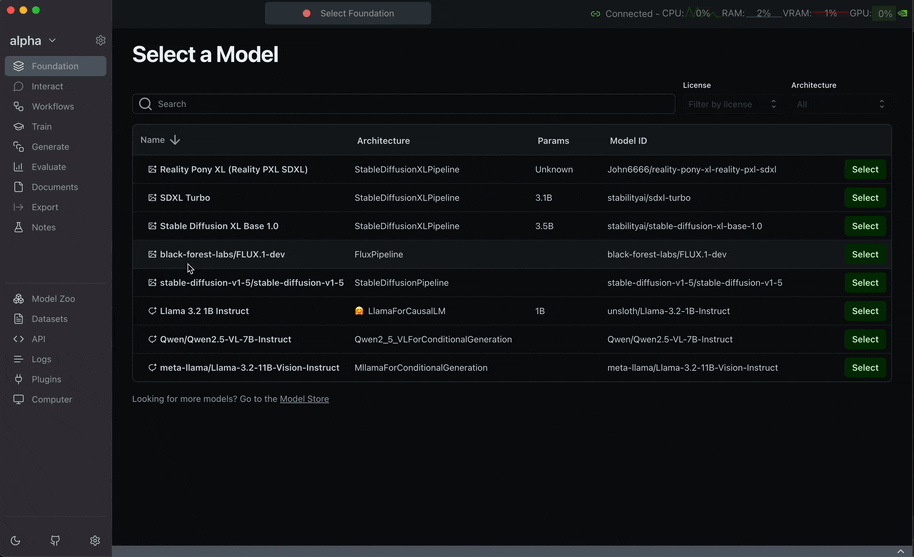 Select Foundation
Connected - CPU: 0% RAM: 2% VRAM: 1% GPU: 0%
alpha
Foundation
Interact
Workflows
Train
Generate
Evaluate
Documents
Export
Notes
Model Zoo
Datasets
API
Logs
Plugins
Computer
Select a Model
License
Architecture
Search
Filter by license
All
Name Architecture Params Model ID
Reality Pony XL (Reality PXL SDXL) StableDiffusionXLPipeline Unknown John6666/reality-pony-xl-reality-pxl-sdxl Select
SDXL Turbo StableDiffusionXLPipeline 3.1B stabilityai/sdxl-turbo Select
Stable Diffusion XL Base 1.0 StableDiffusionXLPipeline 3.5B stabilityai/stable-diffusion-xl-base-1.0 Select
black-forest-labs/FLUX.1-dev FluxPipeline black-forest-labs/FLUX.1-dev Select
stable-diffusion-v1-5/stable-diffusion-v1-5 StableDiffusionPipeline stable-diffusion-v1-5/stable-diffusion-v1-5 Select
Llama 3.2 1B Instruct 🤗 LlamaForCausalLM 1B unsloth/Llama-3.2-1B-Instruct Select
Qwen/Qwen2.5-VL-7B-Instruct Qwen2_5_VLForConditionalGeneration Qwen/Qwen2.5-VL-7B-Instruct Select
meta-llama/Llama-3.2-11B-Vision-Instruct MllamaForConditionalGeneration meta-llama/Llama-3.2-11B-Vision-Instruct Select
Looking for more models? Go to the Model Store